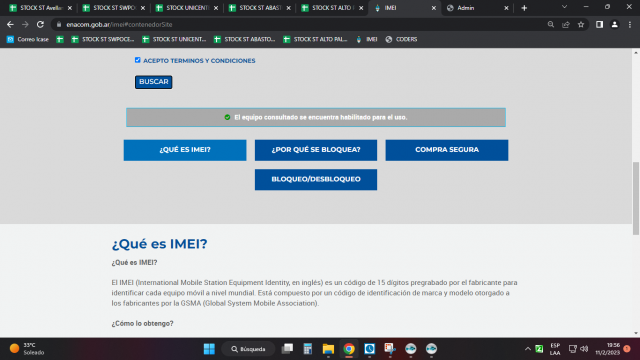 STOCK ST Avellan
STOCK ST SWPOCE
STOCK ST UNICENT
STOCK ST ABASTO
STOCK ST ALTO P
IMEI
Admin
enacom.gob.ar/imei#contenedorSite
Correo Icase
STOCK ST SWPOCE...
STOCK ST UNICENT...
STOCK ST ABASTO...
STOCK ST ALTO PAL...
IMEI
CODERS
ACEPTO TERMINOS Y CONDICIONES
BUSCAR
El equipo consultado se encuentra habilitado para el uso.
¿QUÉ ES IMEI?
¿POR QUÉ SE BLOQUEA?
COMPRA SEGURA
BLOQUEO/DESBLOQUEO
¿Qué es IMEI?
¿Qué es IMEI?
El IMEI (International Mobile Station Equipment Identity, en inglés) es un código de 15 dígitos pregrabado por el fabricante para
identificar cada equipo móvil a nivel mundial. Está compuesto por un código de identificación de marca y modelo otorgado a
los fabricantes por la GSMA (Global System Mobile Association).
¿Cómo lo obtengo?
33°C
Soleado
Búsqueda
ESP
LAA
19:56
11/2/2023